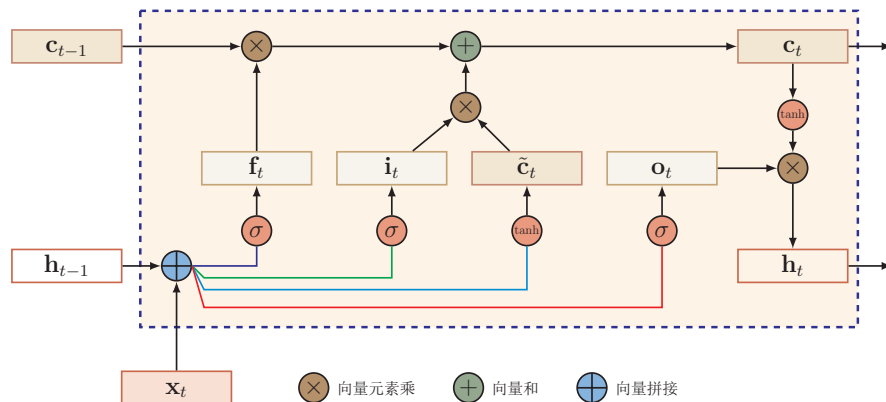 c_{t−1} × + c_t
× tanh
f_t i_t c̃_t o_t ×
σ σ tanh σ
h_{t−1} h_t
x_t × 向量元素乘 + 向量和 向量拼接